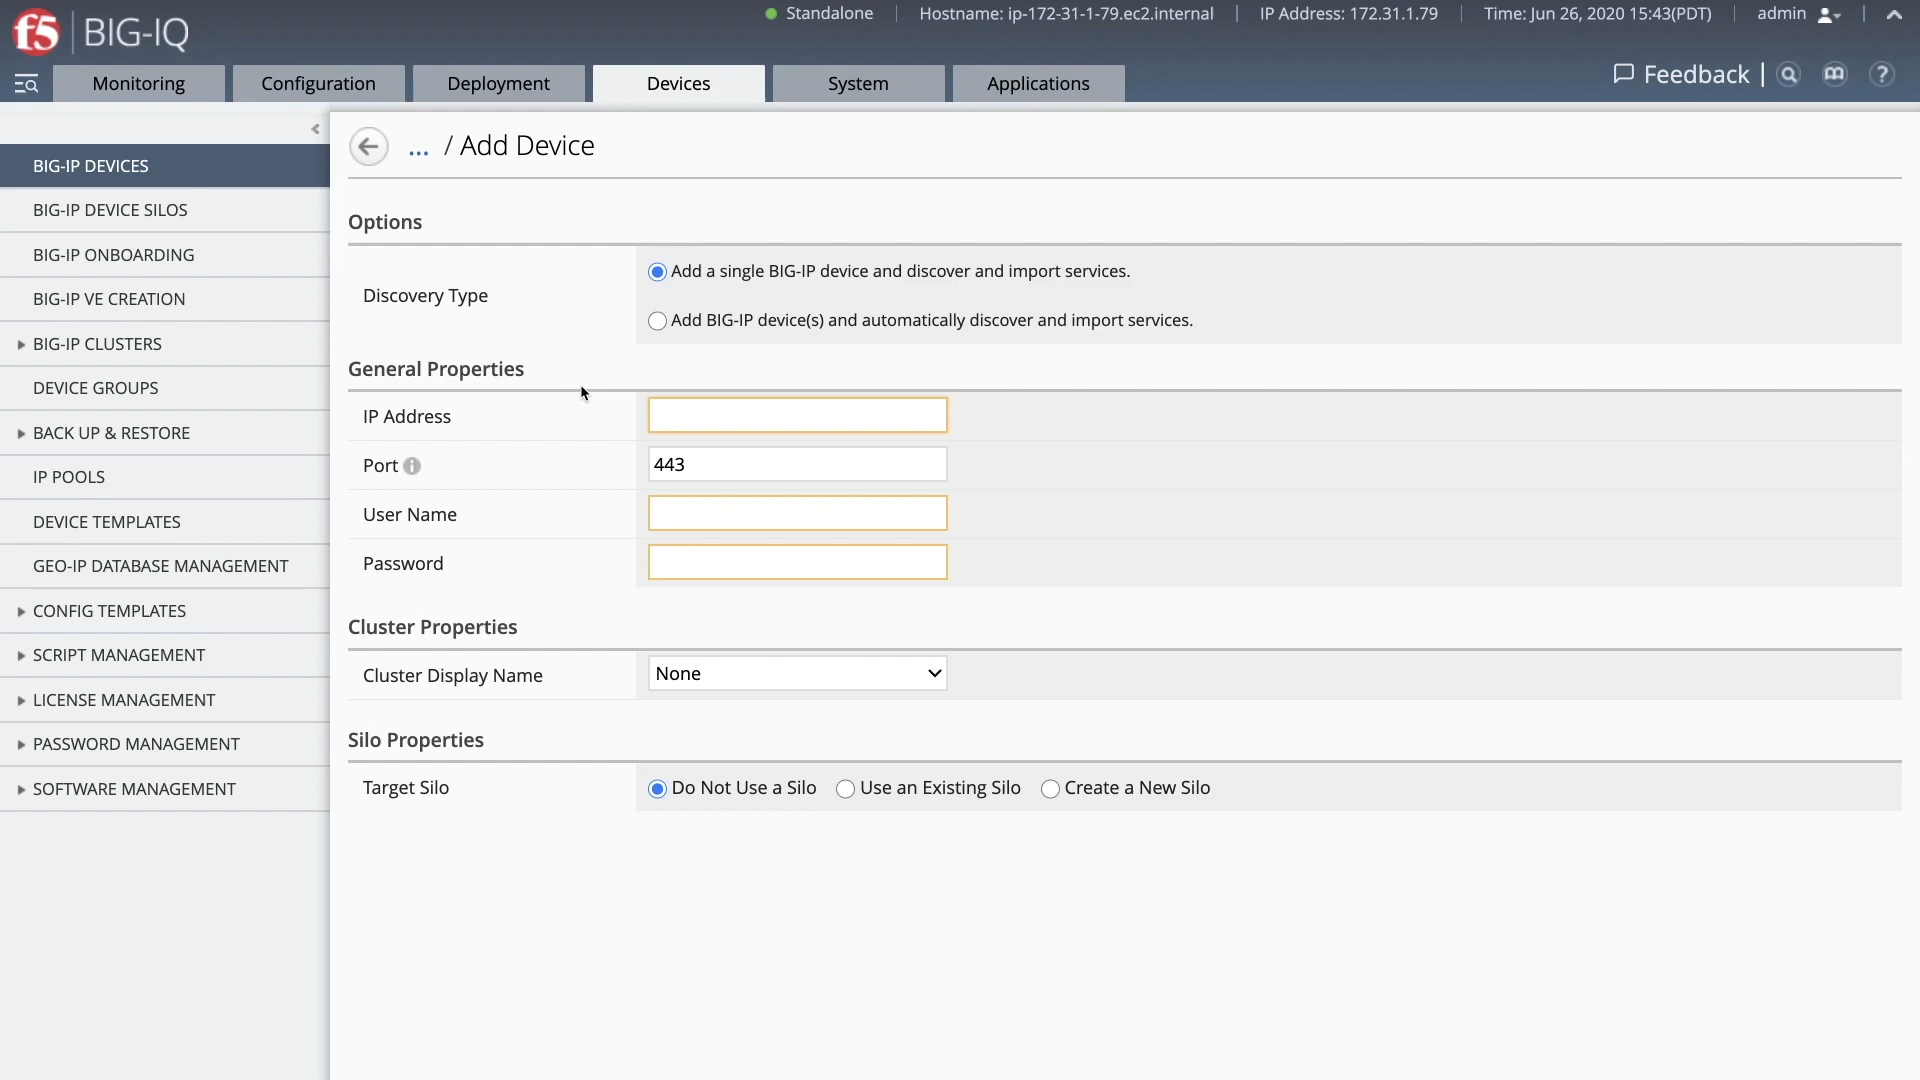 f5 BIG-IQ
Standalone
Hostname: ip-172-31-1-79.ec2.internal
IP Address: 172.31.1.79
Time: Jun 26, 2020 15:43(PDT)
admin
Monitoring
Configuration
Deployment
Devices
System
Applications
Feedback
?
BIG-IP DEVICES
BIG-IP DEVICE SILOS
BIG-IP ONBOARDING
BIG-IP VE CREATION
BIG-IP CLUSTERS
DEVICE GROUPS
BACK UP & RESTORE
IP POOLS
DEVICE TEMPLATES
GEO-IP DATABASE MANAGEMENT
CONFIG TEMPLATES
SCRIPT MANAGEMENT
LICENSE MANAGEMENT
PASSWORD MANAGEMENT
SOFTWARE MANAGEMENT
... / Add Device
Options
Discovery Type
Add a single BIG-IP device and discover and import services.
Add BIG-IP device(s) and automatically discover and import services.
General Properties
IP Address
Port
443
User Name
Password
Cluster Properties
Cluster Display Name
None
Silo Properties
Target Silo
Do Not Use a Silo
Use an Existing Silo
Create a New Silo